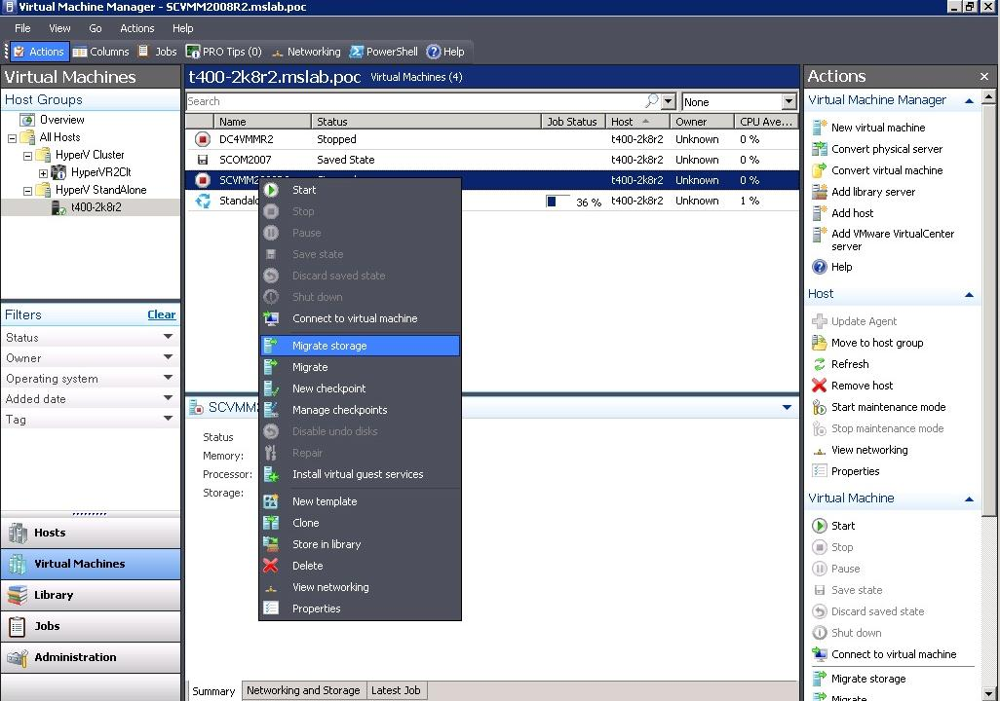 Virtual Machine Manager - SCVMM2008R2.mslab.poc
File View Go Actions Help
Actions Columns Jobs PRO Tips (0) Networking PowerShell Help
Virtual Machines
Host Groups
Overview
All Hosts
HyperV Cluster
HyperVR2Clt
HyperV StandAlone
t400-2k8r2
Filters Clear
Status
Owner
Operating system
Added date
Tag
Hosts
Virtual Machines
Library
Jobs
Administration
t400-2k8r2.mslab.poc Virtual Machines (4)
Search None
Name Status Job Status Host Owner CPU Ave...
DC4VMMR2 Stopped t400-2k8r2 Unknown 0 %
SCOM2007 Saved State t400-2k8r2 Unknown 0 %
t400-2k8r2 Unknown 0 %
36 % t400-2k8r2 Unknown 1 %
Start
Stop
Pause
Save state
Discard saved state
Shut down
Connect to virtual machine
Migrate storage
Migrate
New checkpoint
Manage checkpoints
Disable undo disks
Repair
Install virtual guest services
New template
Clone
Store in library
Delete
View networking
Properties
Status
Memory:
Processor:
Storage:
Summary Networking and Storage Latest Job
Actions
Virtual Machine Manager
New virtual machine
Convert physical server
Convert virtual machine
Add library server
Add host
Add VMware VirtualCenter
server
Help
Host
Update Agent
Move to host group
Refresh
Remove host
Start maintenance mode
Stop maintenance mode
View networking
Properties
Virtual Machine
Start
Stop
Pause
Save state
Discard saved state
Shut down
Connect to virtual machine
Migrate storage
Migrate